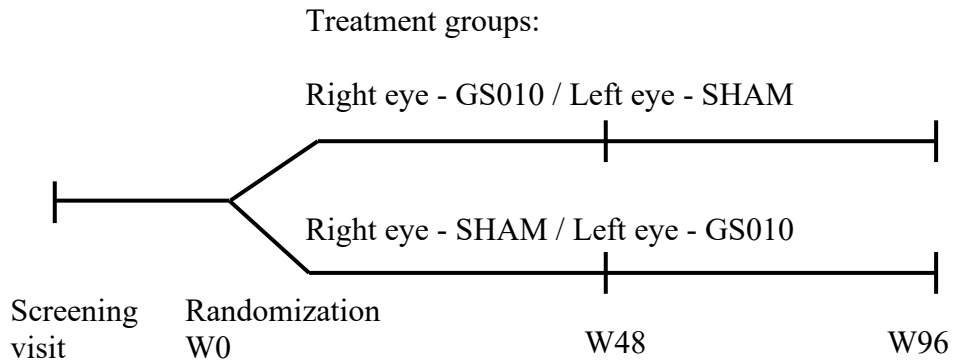 Treatment groups:
Right eye - GS010 / Left eye - SHAM
Right eye - SHAM / Left eye - GS010
Screening
visit
Randomization
W0
W48
W96